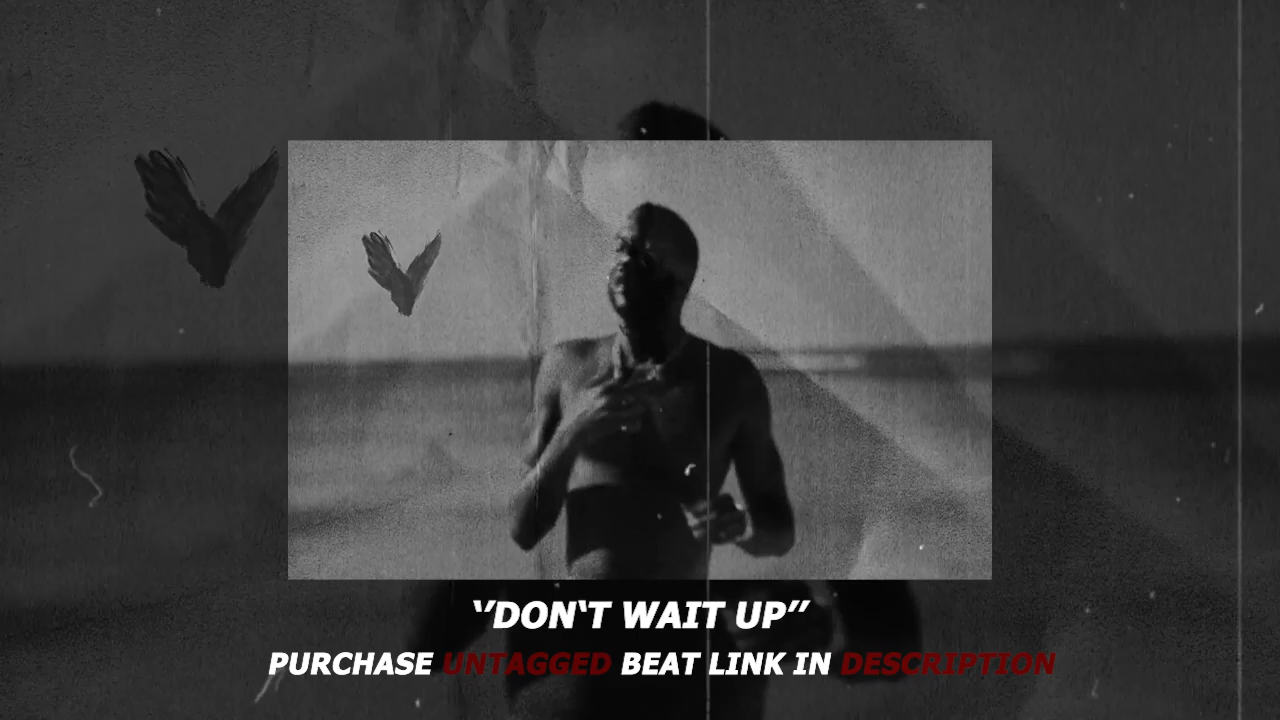 ‘’DON‘T WAIT UP’’
PURCHASE UNTAGGED BEAT LINK IN DESCRIPTION